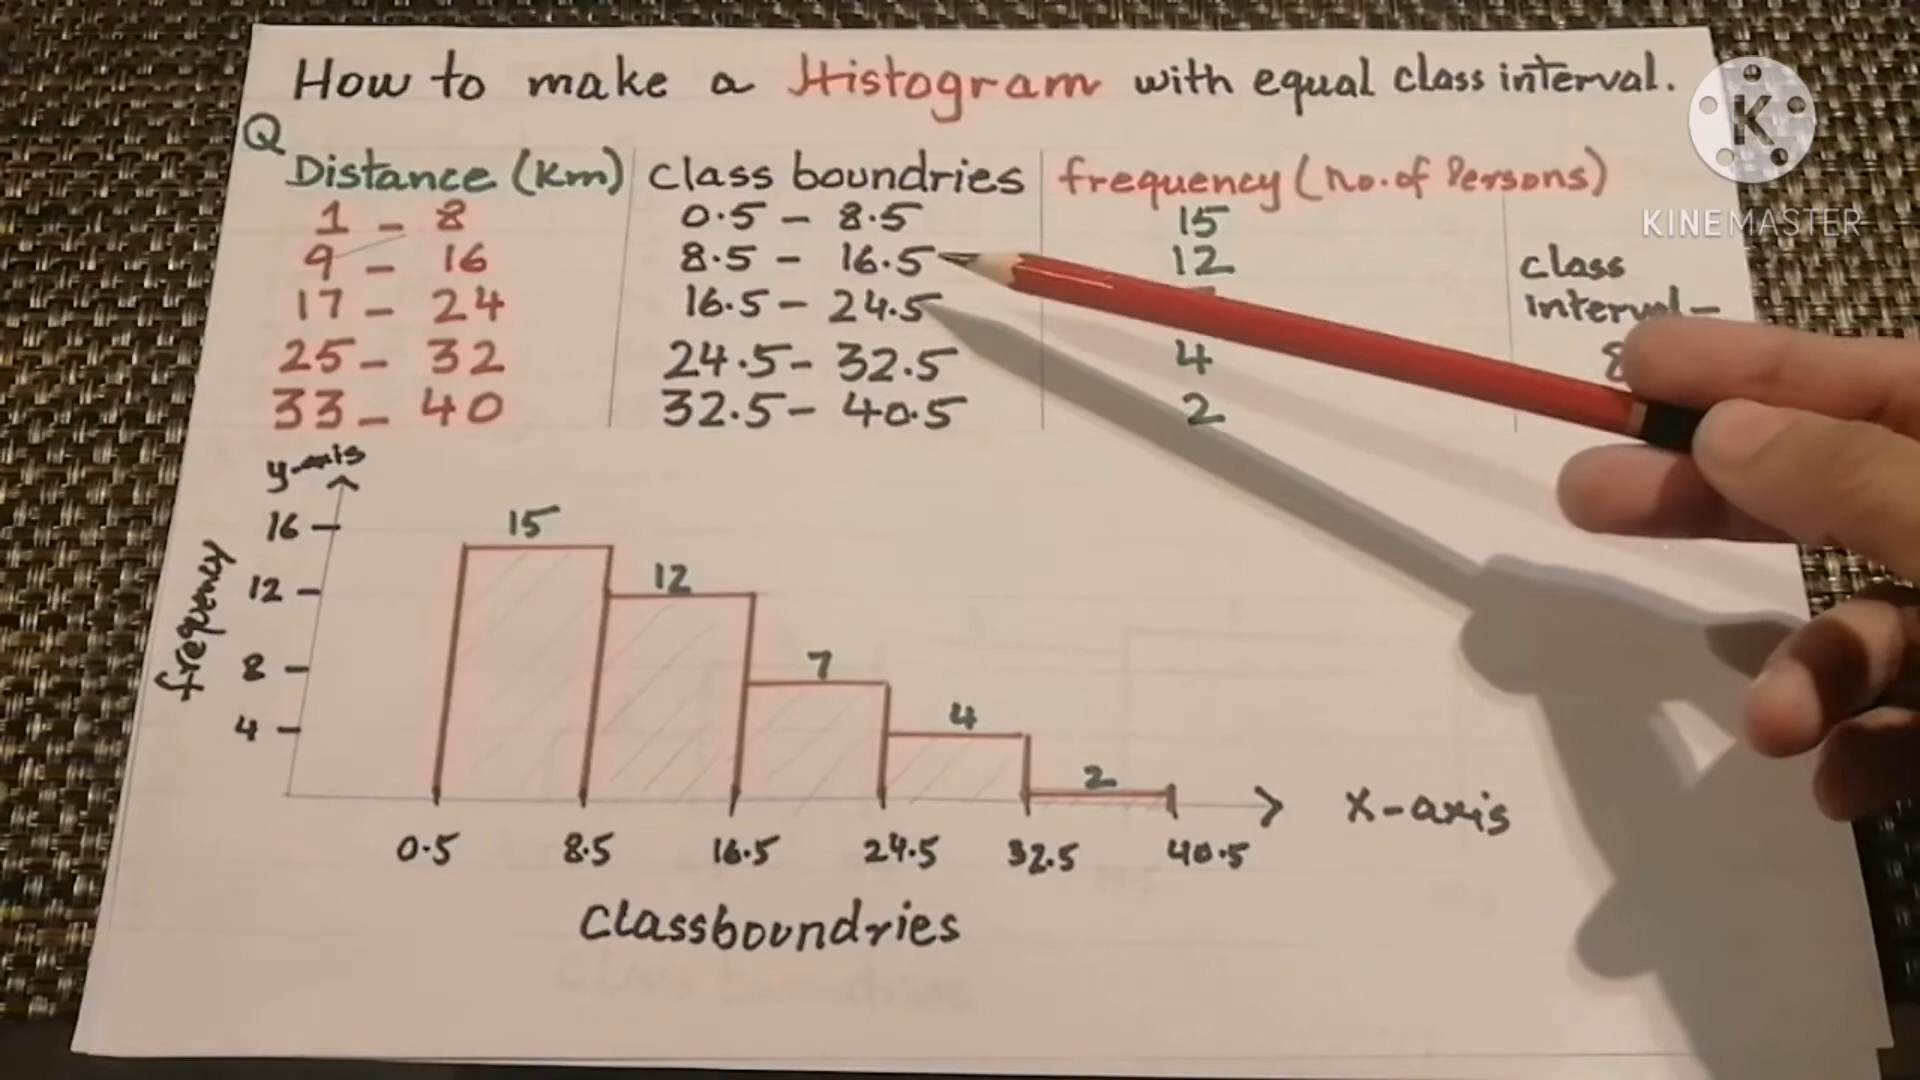 How to make a Histogram with equal class interval.
Q
Distance (Km) class boundries frequency (no. of Persons)
1 - 8 0.5 - 8.5 15
9 - 16 8.5 - 16.5 12
17 - 24 16.5 - 24.5
25 - 32 24.5 - 32.5 4
33 - 40 32.5 - 40.5 2
class
interval -
8
K
KINEMASTER
y-axis
16
12
8
4
frequency
15
12
7
4
2
0.5 8.5 16.5 24.5 32.5 40.5
x-axis
Classboundries